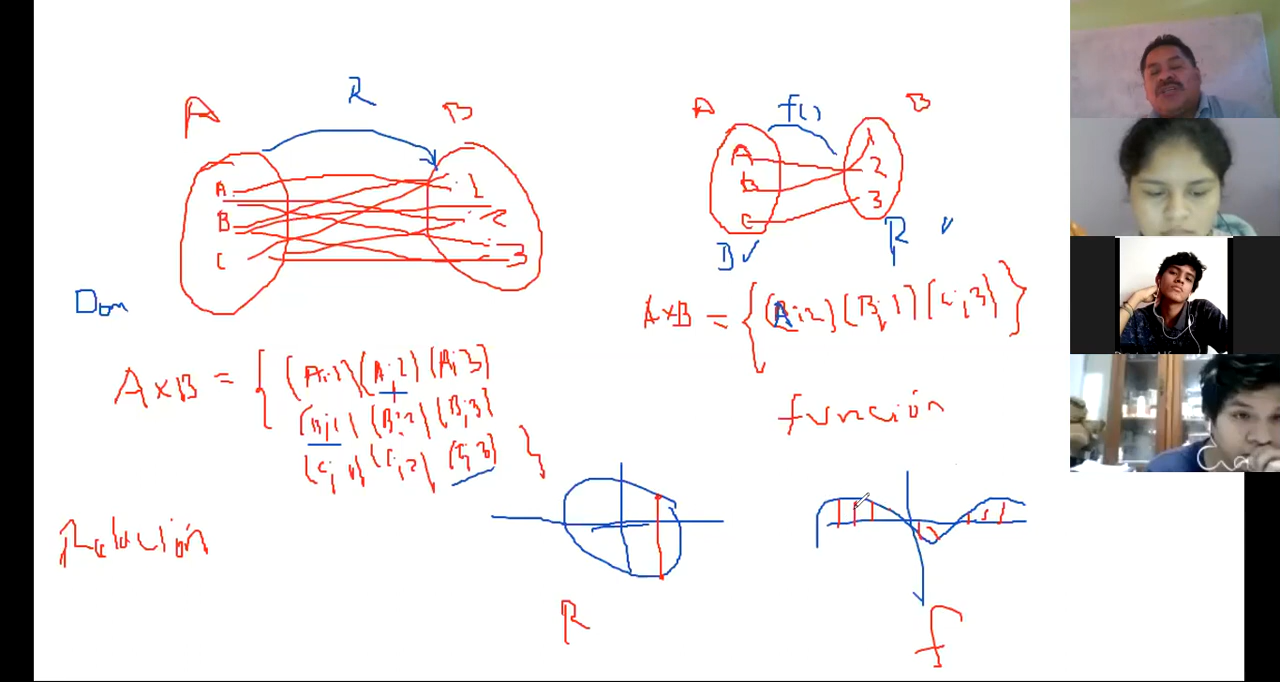 R
A B
A 1
B 2
C 3
Dom
A×B = { (A;1) (A;2) (A;3)
(B;1) (B;2) (B;3)
(C;1) (C;2) (C;3) }
Relación
R
A f() B
A 1
B 2
C 3
D R
A×B = { (A;2) (B;1) (C;3) }
función
f